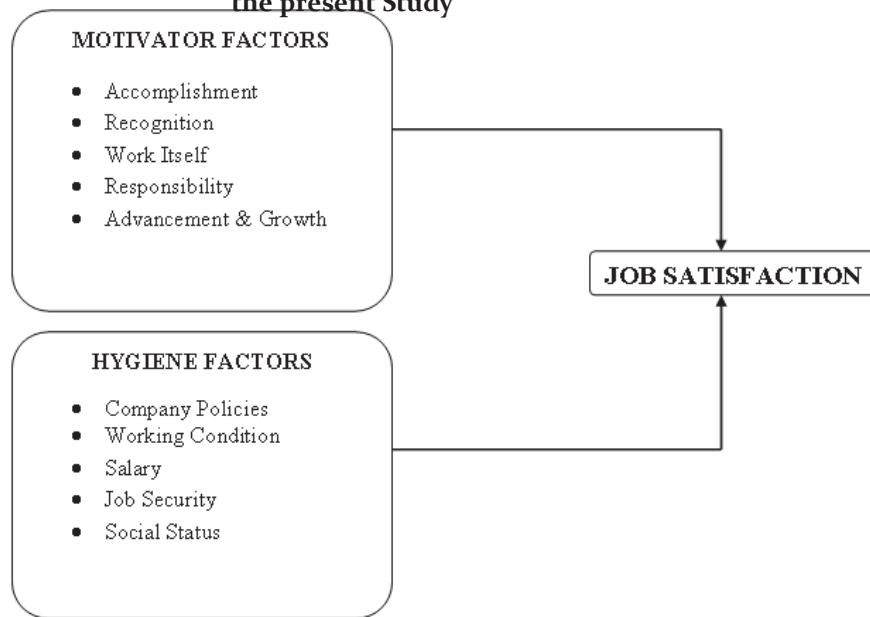 the present Study
MOTIVATOR FACTORS
• Accomplishment
• Recognition
• Work Itself
• Responsibility
• Advancement & Growth
JOB SATISFACTION
HYGIENE FACTORS
• Company Policies
• Working Condition
• Salary
• Job Security
• Social Status